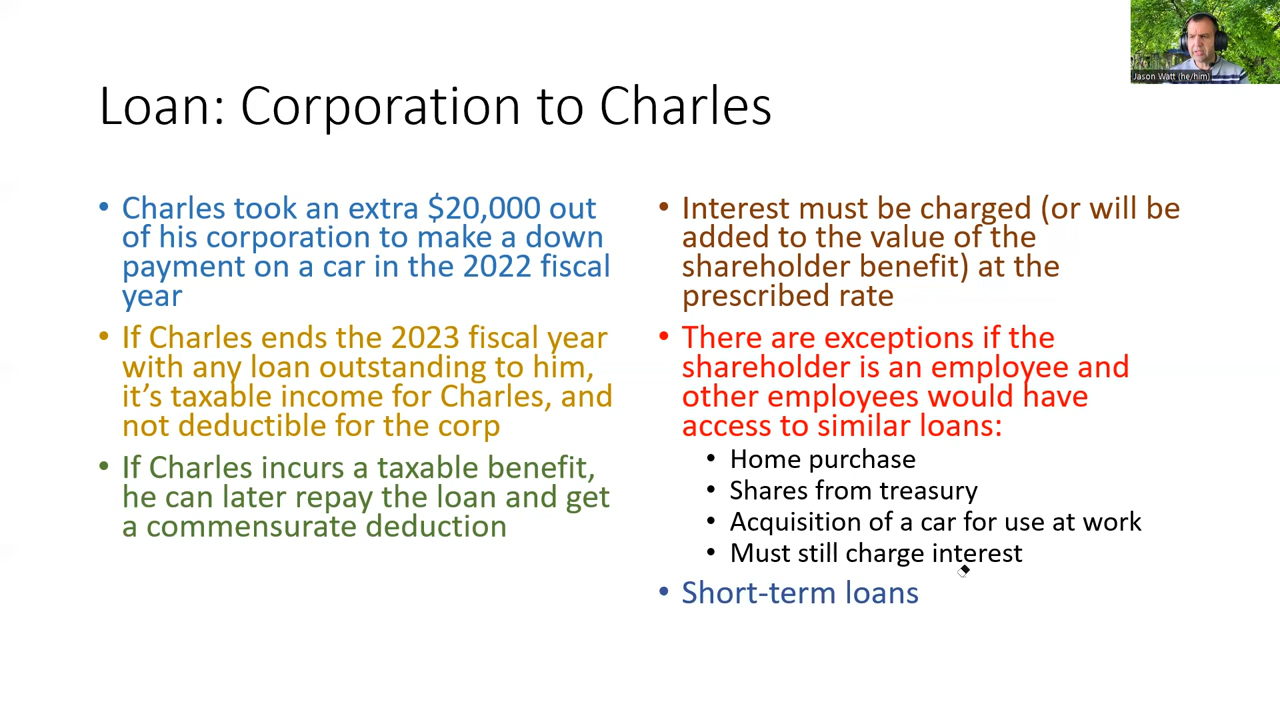 Jason Watt (he/him)
Loan: Corporation to Charles
• Charles took an extra $20,000 out
of his corporation to make a down
payment on a car in the 2022 fiscal
year
• If Charles ends the 2023 fiscal year
with any loan outstanding to him,
it’s taxable income for Charles, and
not deductible for the corp
• If Charles incurs a taxable benefit,
he can later repay the loan and get
a commensurate deduction
• Interest must be charged (or will be
added to the value of the
shareholder benefit) at the
prescribed rate
• There are exceptions if the
shareholder is an employee and
other employees would have
access to similar loans:
• Home purchase
• Shares from treasury
• Acquisition of a car for use at work
• Must still charge interest
• Short-term loans